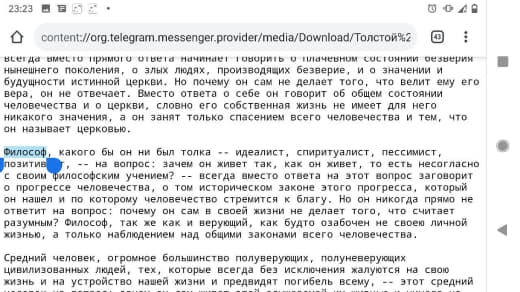 23:23
content://org.telegram.messenger.provider/media/Download/Толстой%2
43
всегда вместо прямого ответа начинает говорить о плачевном состоянии безверия
нынешнего поколения, о злых людях, производящих безверие, и о значении и
будущности истинной церкви. Но почему он сам не делает того, что велит ему его
вера, он не отвечает. Вместо ответа о себе он говорит об общем состоянии
человечества и о церкви, словно его собственная жизнь не имеет для него
никакого значения, а он занят только спасением всего человечества и тем, что
он называет церковью.
Философ, какого бы он ни был толка -- идеалист, спиритуалист, пессимист,
-- на вопрос: зачем он живет так, как он живет, то есть несогласно
с своим философским учением? -- всегда вместо ответа на этот вопрос заговорит
о прогрессе человечества, о том историческом законе этого прогресса, который
он нашел и по которому человечество стремится к благу. Но он никогда прямо не
ответит на вопрос: почему он сам в своей жизни не делает того, что считает
разумным? Философ, так же как и верующий, как будто озабочен не своею личной
жизнью, а только наблюдением над общими законами всего человечества.
Средний человек, огромное большинство полуверующих, полуневерующих
цивилизованных людей, тех, которые всегда без исключения жалуются на свою
жизнь и на устройство нашей жизни и предвидят погибель всему, -- этот средний